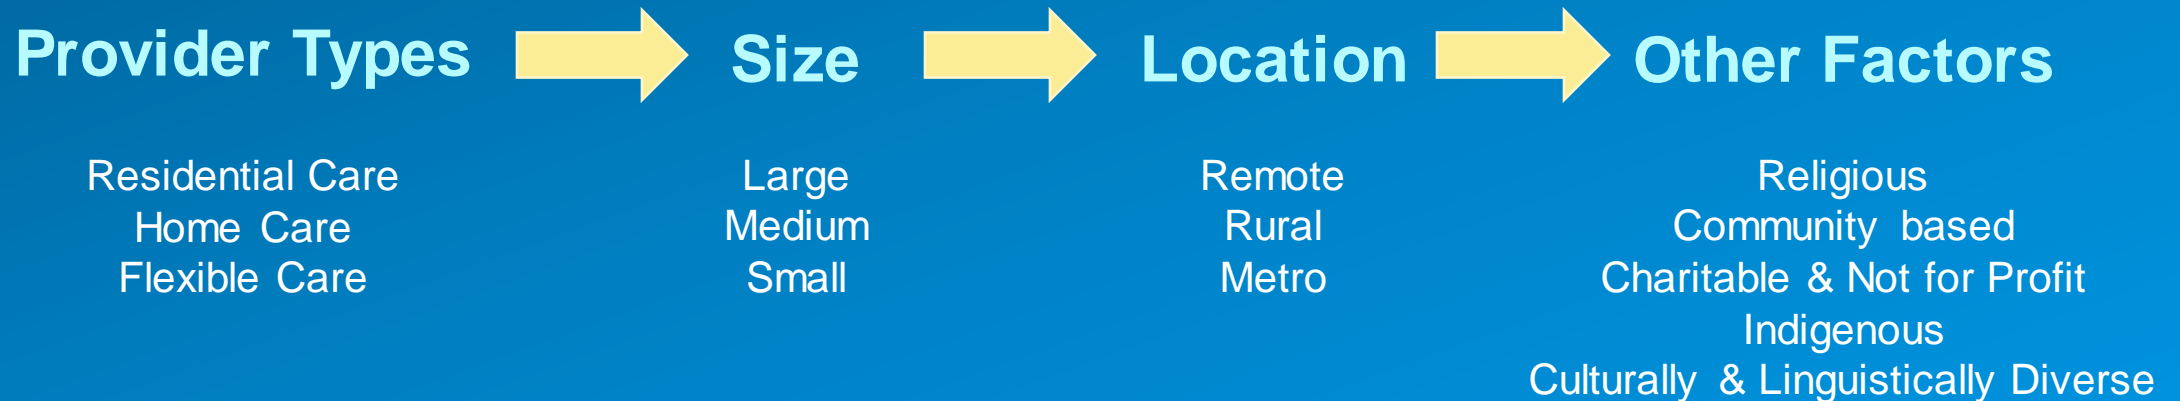 Provider Types
Size
Location
Other Factors
Residential Care
Home Care
Flexible Care
Large
Medium
Small
Remote
Rural
Metro
Religious
Community based
Charitable & Not for Profit
Indigenous
Culturally & Linguistically Diverse